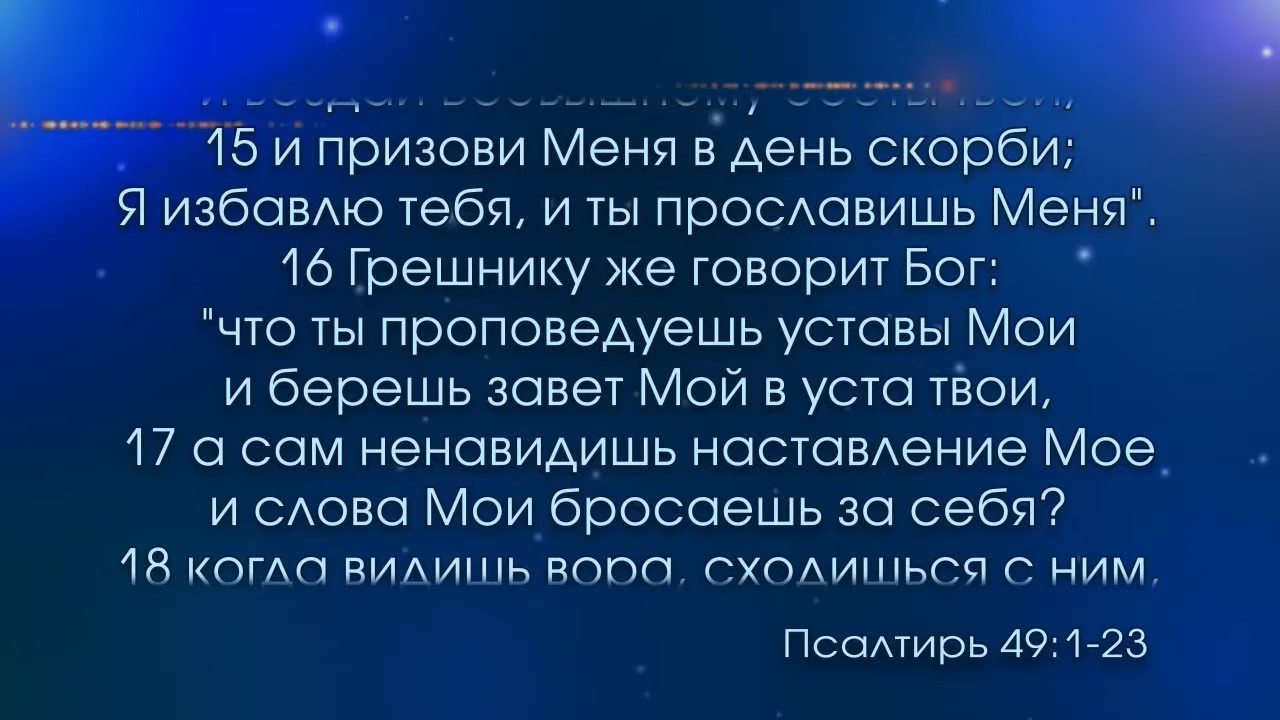 15 и призови Меня в день скорби;
Я избавлю тебя, и ты прославишь Меня".
16 Грешнику же говорит Бог:
"что ты проповедуешь уставы Мои
и берешь завет Мой в уста твои,
17 а сам ненавидишь наставление Мое
и слова Мои бросаешь за себя?
18 когда видишь вора, сходишься с ним,
Псалтирь 49:1-23